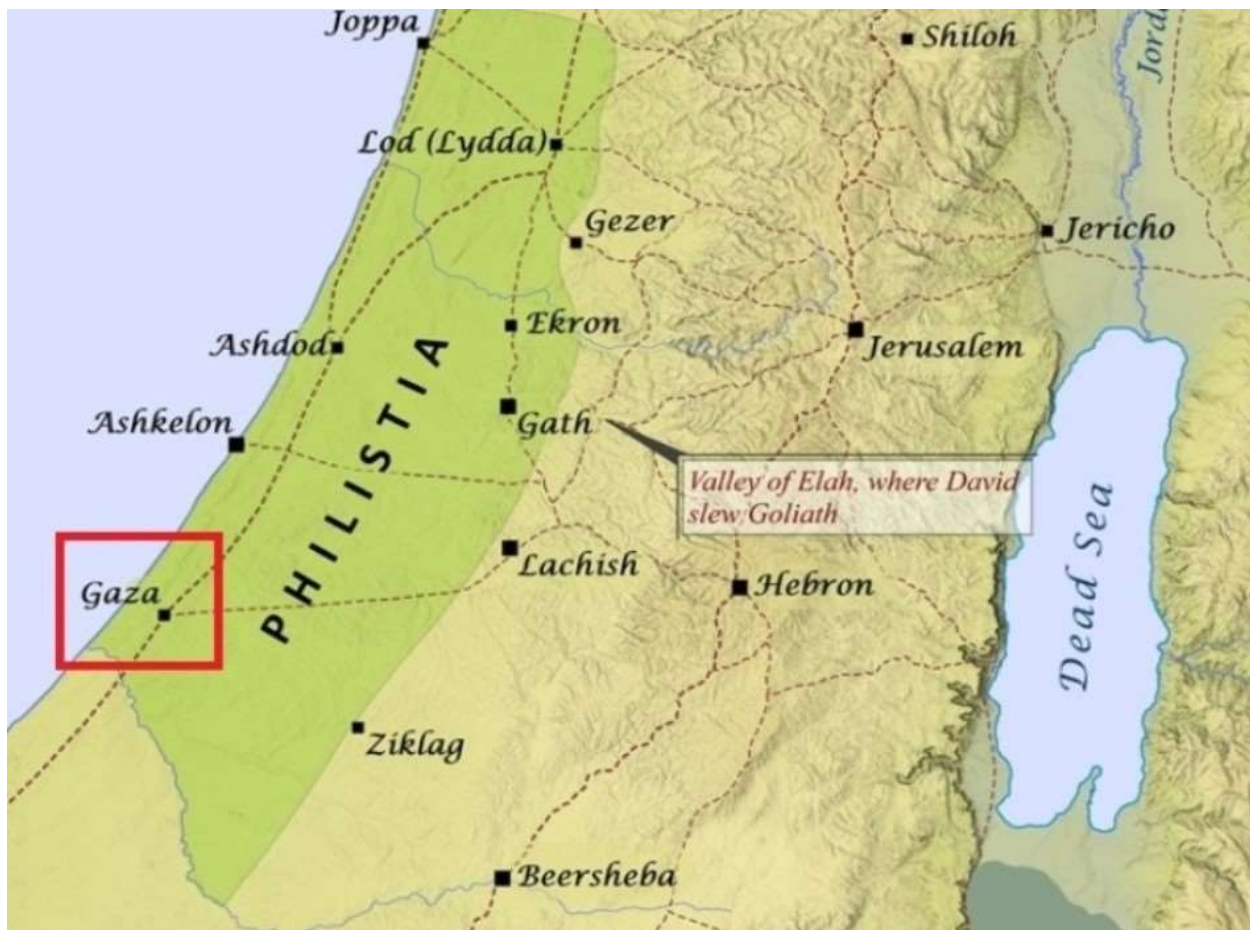 Joppa
Shiloh
Jord
Lod (Lydda)
Gezer
Jericho
Ekron
Ashdod
Jerusalem
PHILISTIA
Ashkelon
Gath
Valley of Elah, where David
slew Goliath
Dead Sea
Lachish
Gaza
Hebron
Ziklag
Beersheba